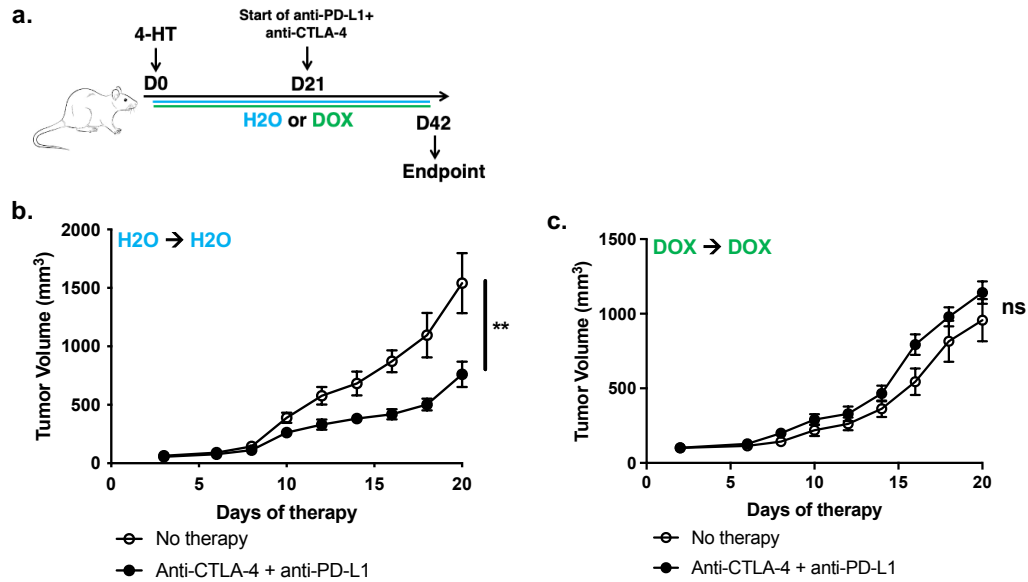 a.
4-HT
Start of anti-PD-L1+
anti-CTLA-4
D0
D21
H2O or DOX
D42
Endpoint
b.
H2O → H2O
Tumor Volume (mm³)
2000
1500
1000
500
0
0
5
10
15
20
Days of therapy
**
No therapy
Anti-CTLA-4 + anti-PD-L1
c.
DOX → DOX
Tumor Volume (mm³)
1500
1000
500
0
0
5
10
15
20
Days of therapy
ns
No therapy
Anti-CTLA-4 + anti-PD-L1